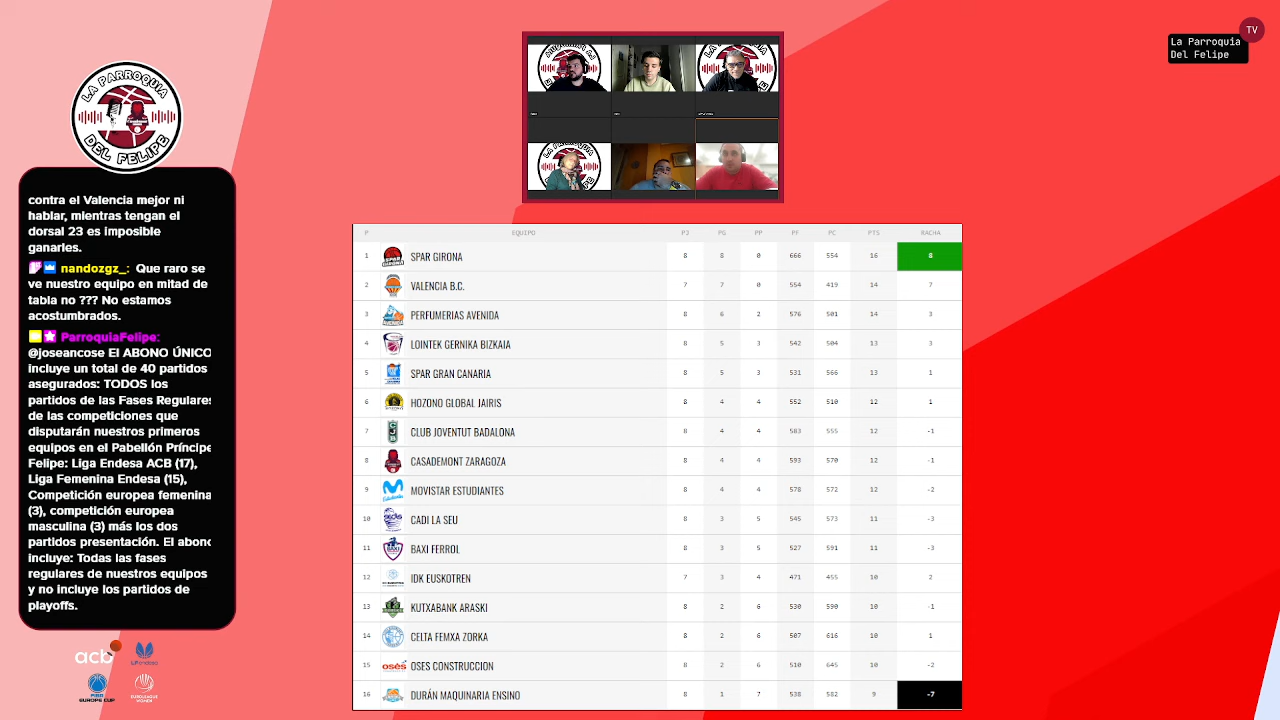 La Parroquia
Del Felipe
TV
LA PARROQUIA
DEL FELIPE
contra el Valencia mejor ni
hablar, mientras tengan el
dorsal 23 es imposible
ganarles.
nandozgz_: Que raro se
ve nuestro equipo en mitad de
tabla no ??? No estamos
acostumbrados.
ParroquiaFelipe:
@joseancose El ABONO ÚNICO
incluye un total de 40 partidos
asegurados: TODOS los
partidos de las Fases Regulares
de las competiciones que
disputarán nuestros primeros
equipos en el Pabellón Príncipe
Felipe: Liga Endesa ACB (17),
Liga Femenina Endesa (15),
Competición europea femenina
(3), competición europea
masculina (3) más los dos
partidos presentación. El abono
incluye: Todas las fases
regulares de nuestros equipos
y no incluye los partidos de
playoffs.
acb
LF endesa
FIBA
EUROPE CUP
EUROLEAGUE
WOMEN
P EQUIPO PJ PG PP PF PC PTS RACHA
1 SPAR GIRONA 8 8 0 666 554 16 8
2 VALENCIA B.C. 7 7 0 554 419 14 7
3 PERFUMERIAS AVENIDA 8 6 2 576 501 14 3
4 LOINTEK GERNIKA BIZKAIA 8 5 3 542 504 13 3
5 SPAR GRAN CANARIA 8 5 3 531 566 13 1
6 HOZONO GLOBAL JAIRIS 8 4 4 552 510 12 1
7 CLUB JOVENTUT BADALONA 8 4 4 583 555 12 -1
8 CASADEMONT ZARAGOZA 8 4 4 593 570 12 -1
9 MOVISTAR ESTUDIANTES 8 4 4 578 572 12 -2
10 CADI LA SEU 8 3 5 545 573 11 -3
11 BAXI FERROL 8 3 5 527 591 11 -3
12 IDK EUSKOTREN 7 3 4 471 455 10 2
13 KUTXABANK ARASKI 8 2 6 530 590 10 -1
14 CELTA FEMXA ZORKA 8 2 6 507 616 10 1
15 OSES CONSTRUCCION 8 2 6 510 645 10 -2
16 DURÁN MAQUINARIA ENSINO 8 1 7 538 582 9 -7